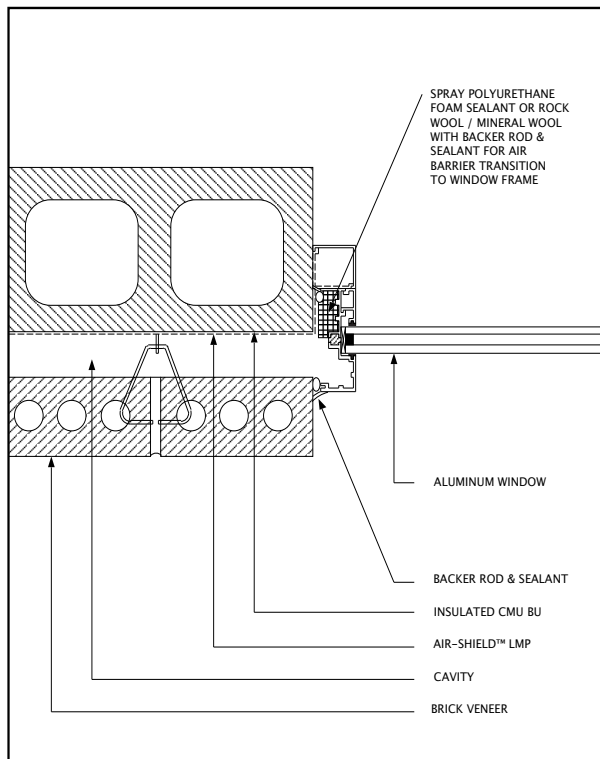 SPRAY POLYURETHANE
FOAM SEALANT OR ROCK
WOOL / MINERAL WOOL
WITH BACKER ROD &
SEALANT FOR AIR
BARRIER TRANSITION
TO WINDOW FRAME
ALUMINUM WINDOW
BACKER ROD & SEALANT
INSULATED CMU BU
AIR-SHIELD™ LMP
CAVITY
BRICK VENEER